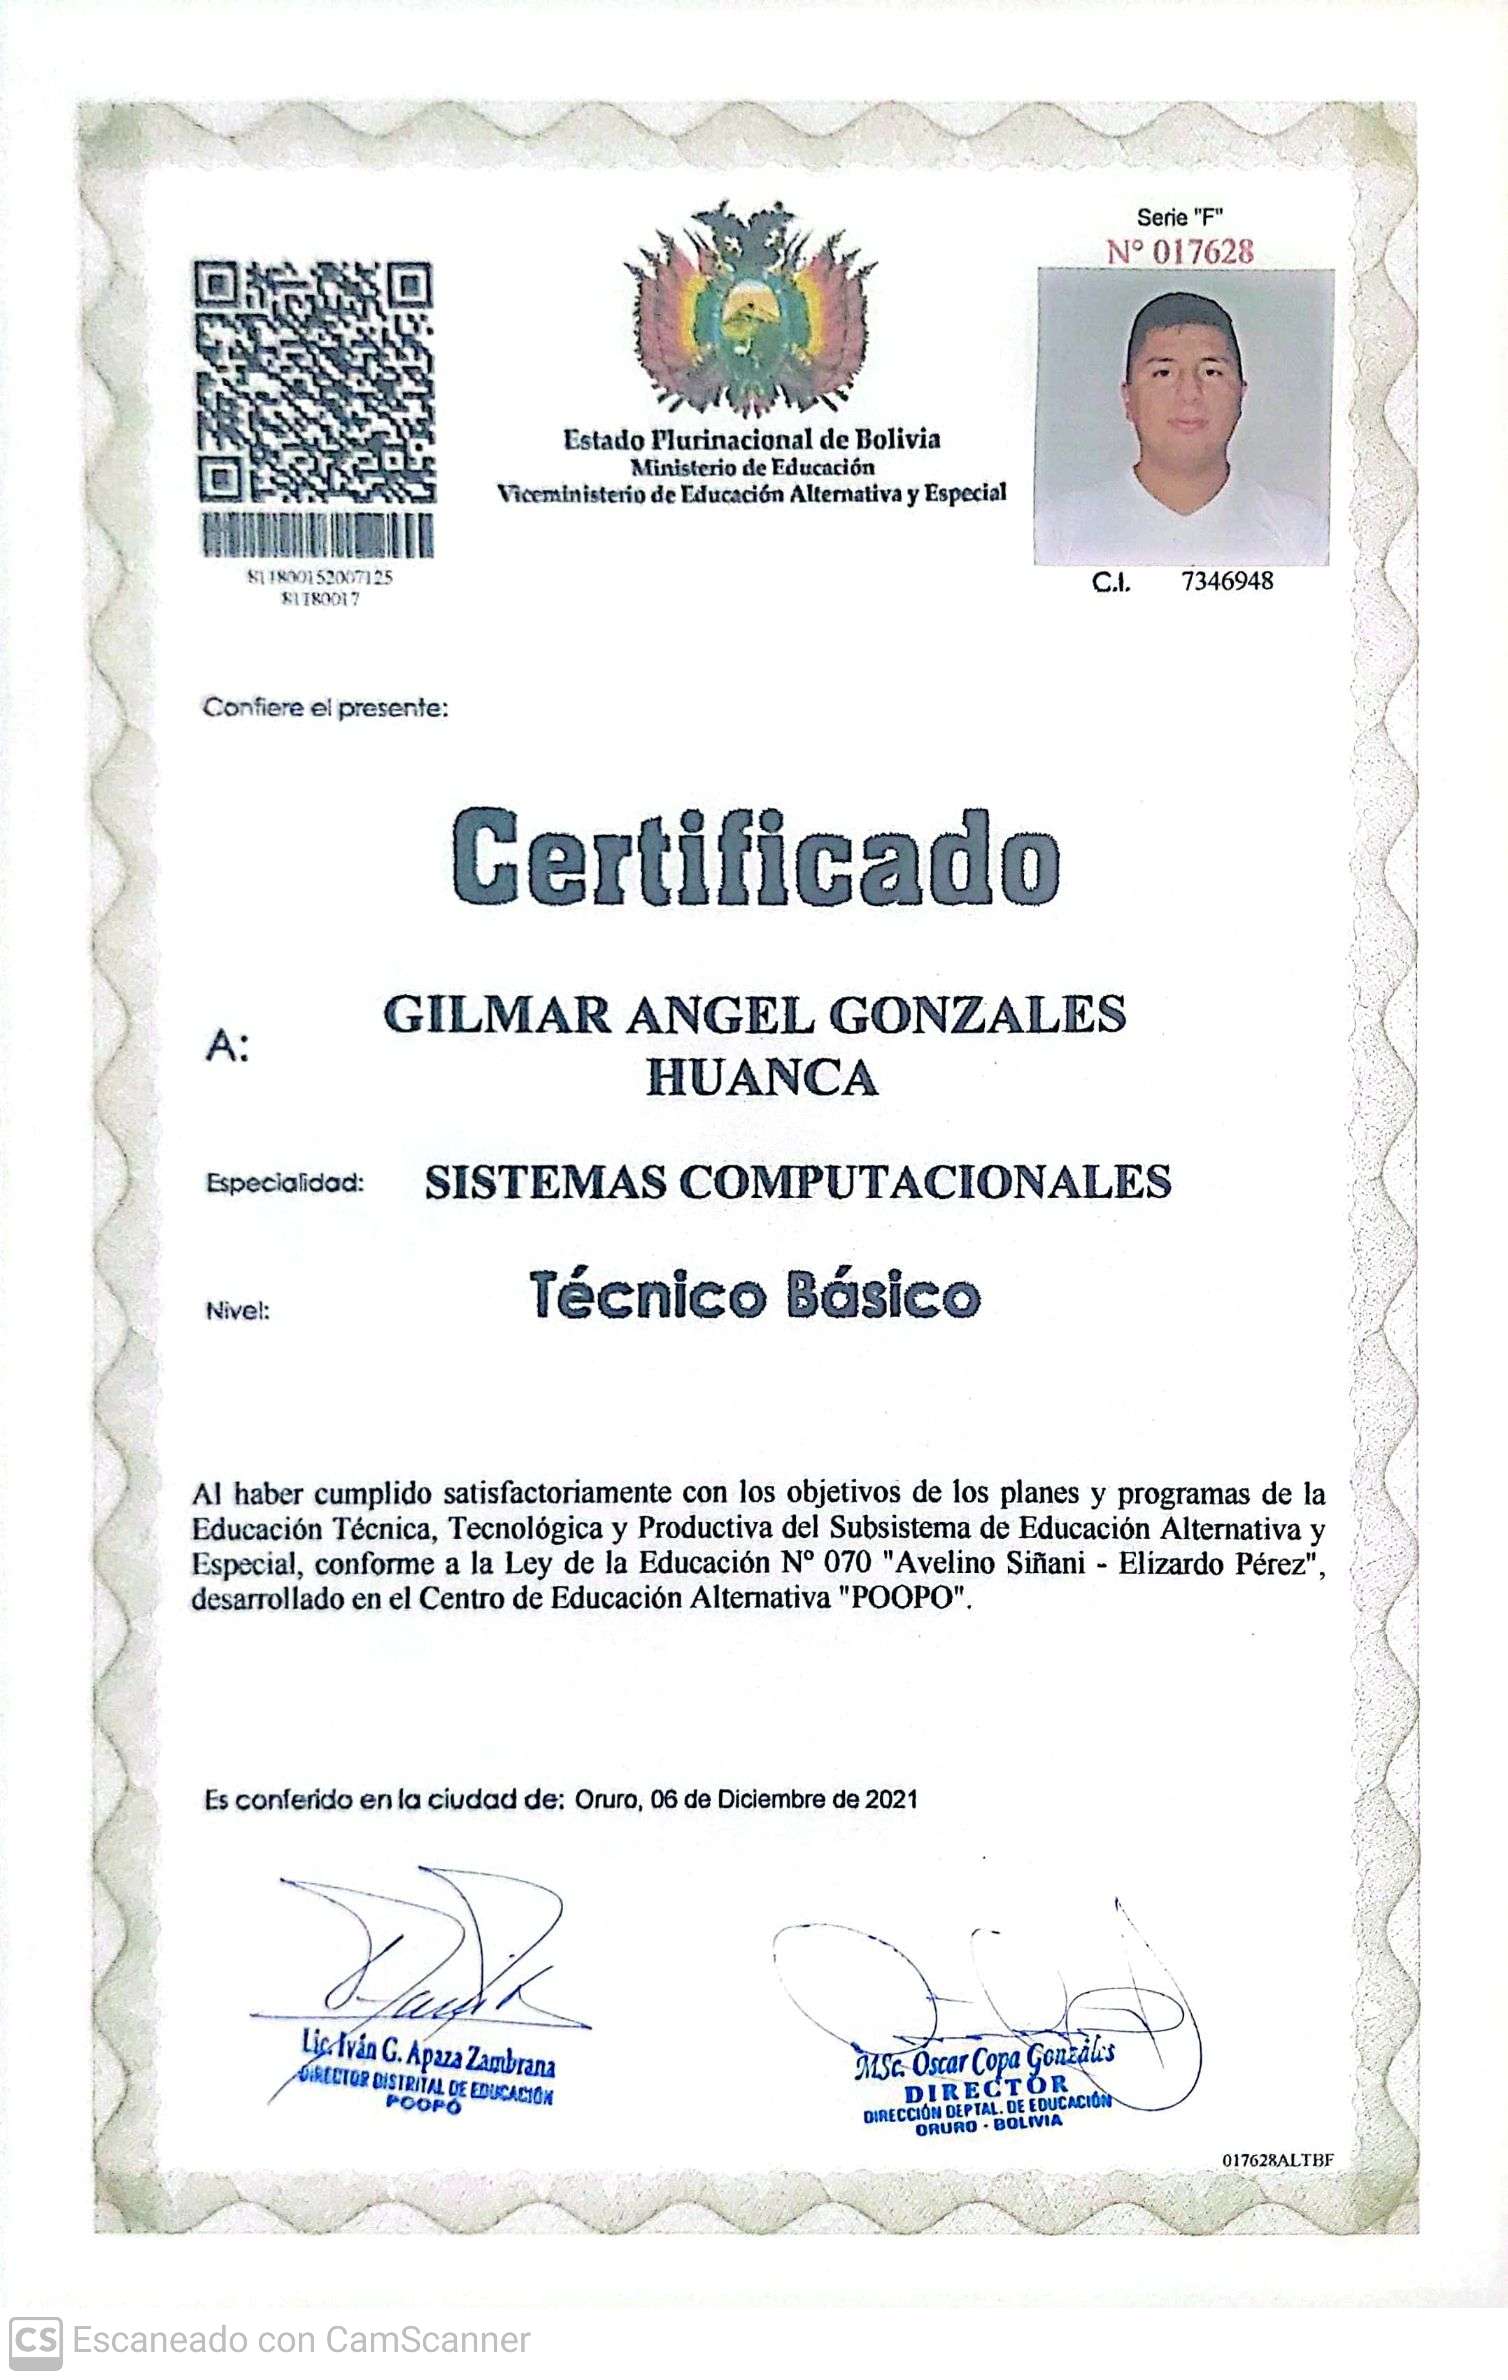 Serie "F"
N° 017628
Estado Plurinacional de Bolivia
Ministerio de Educación
Viceministerio de Educación Alternativa y Especial
811800152007125
81180017
C.I. 7346948
Confiere el presente:
Certificado
A: GILMAR ANGEL GONZALES
HUANCA
Especialidad: SISTEMAS COMPUTACIONALES
Nivel: Técnico Básico
Al haber cumplido satisfactoriamente con los objetivos de los planes y programas de la
Educación Técnica, Tecnológica y Productiva del Subsistema de Educación Alternativa y
Especial, conforme a la Ley de la Educación Nº 070 "Avelino Siñani - Elizardo Pérez",
desarrollado en el Centro de Educación Alternativa "POOPO".
Es conferido en la ciudad de: Oruro, 06 de Diciembre de 2021
Lic. Iván G. Apaza Zambrana
DIRECTOR DISTRITAL DE EDUCACIÓN
POOPÓ
MSc. Oscar Copa Gonzáles
DIRECTOR
DIRECCIÓN DEPTAL. DE EDUCACIÓN
ORURO - BOLIVIA
017628ALTBF
CS Escaneado con CamScanner